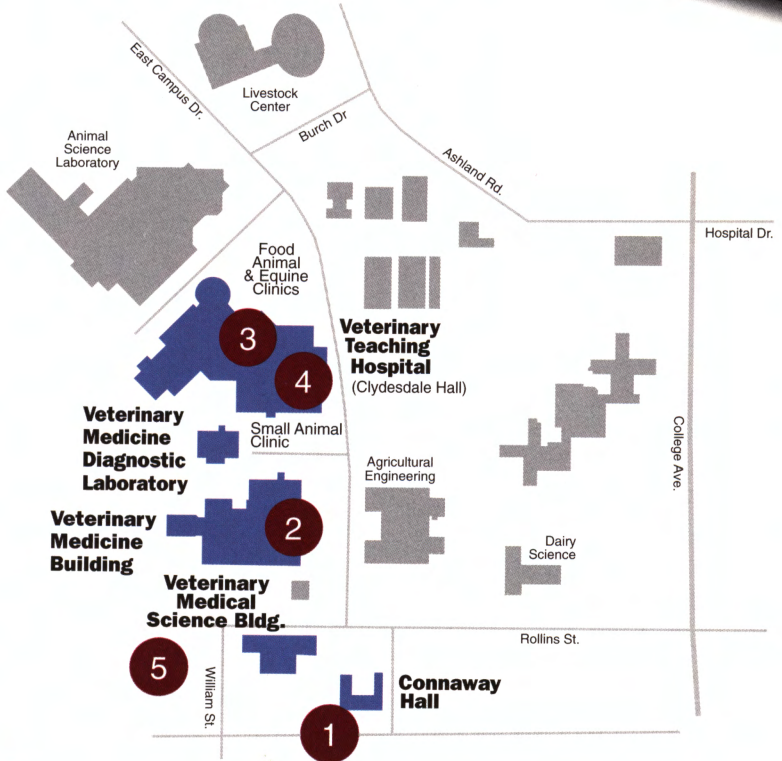 East Campus Dr.
Livestock
Center
Burch Dr
Ashland Rd.
Animal
Science
Laboratory
Hospital Dr.
Food
Animal
& Equine
Clinics
3
Veterinary
Teaching
Hospital
(Clydesdale Hall)
4
Veterinary
Medicine
Diagnostic
Laboratory
Small Animal
Clinic
College Ave.
Agricultural
Engineering
Veterinary
Medicine
Building
2
Dairy
Science
Veterinary
Medical
Science Bldg.
Rollins St.
5
William St.
Connaway
Hall
1